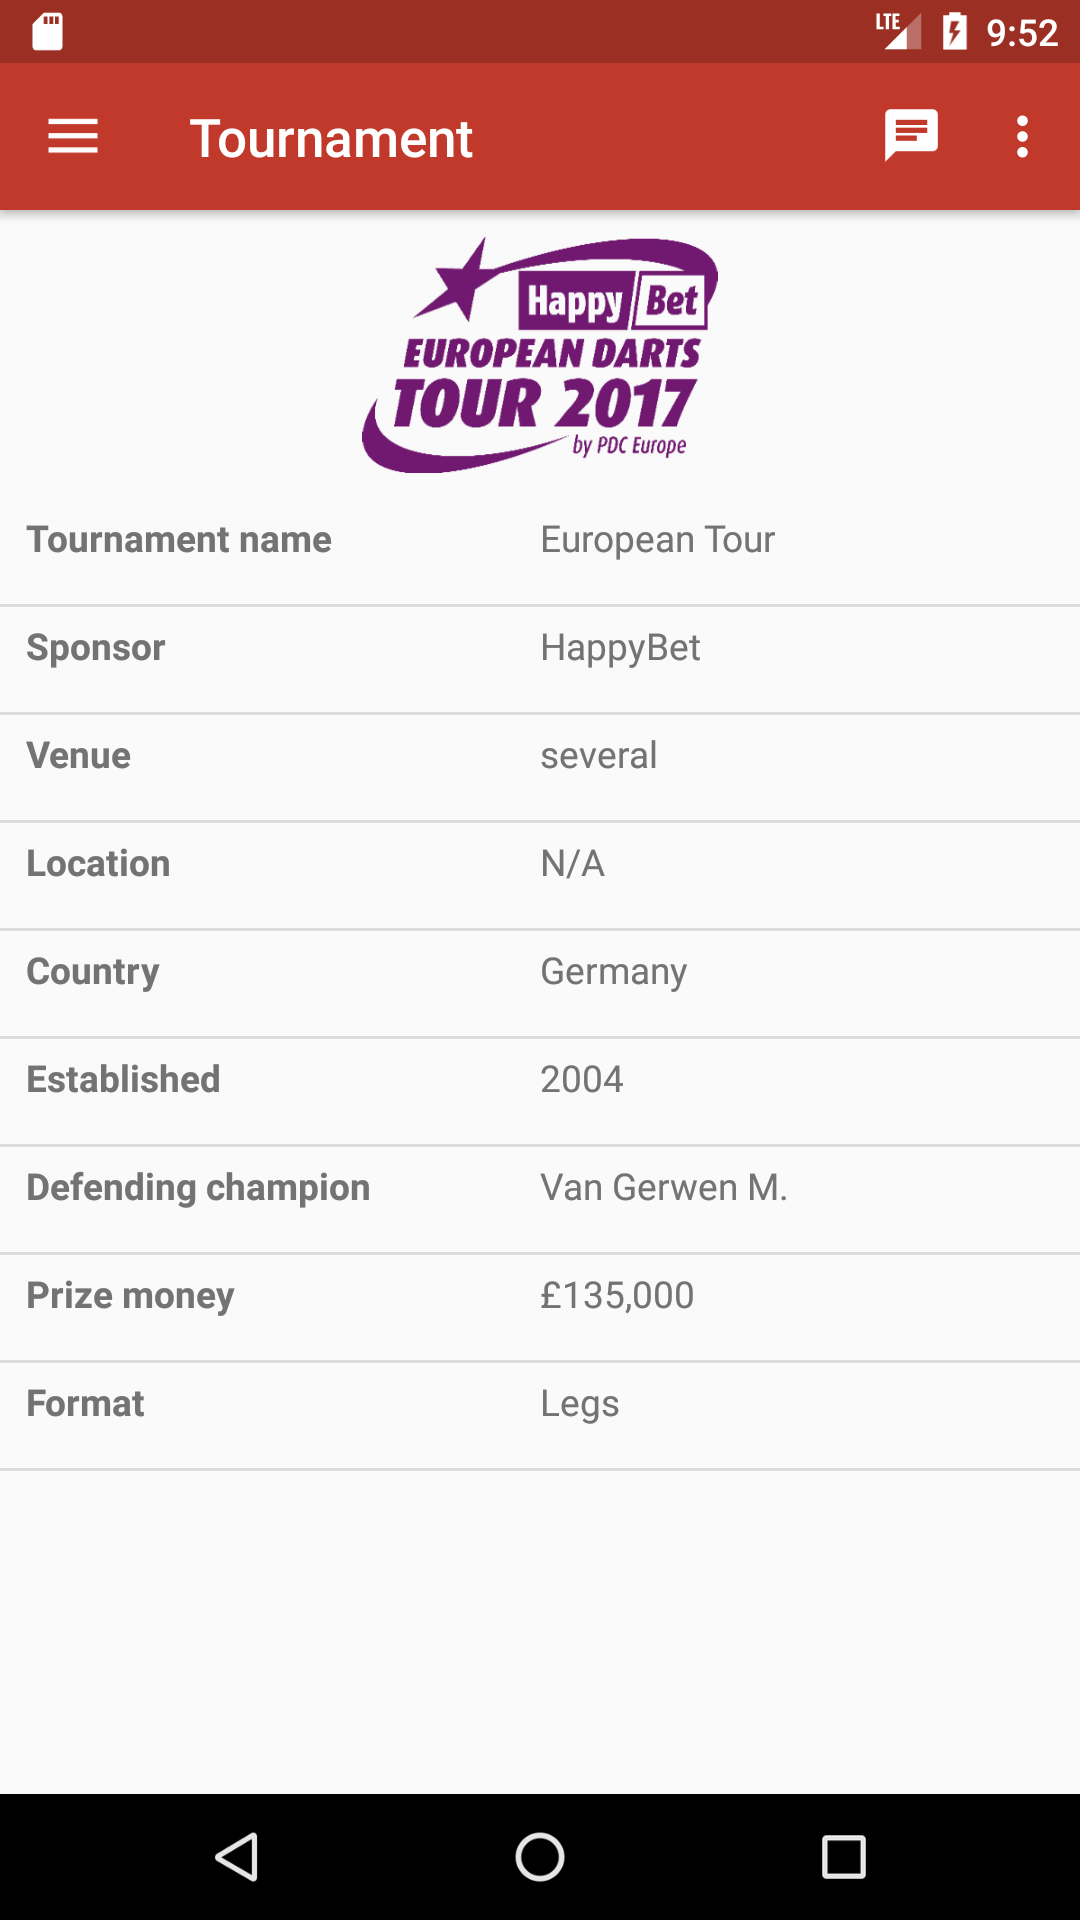 LTE 9:52
Tournament
Happy Bet
EUROPEAN DARTS
TOUR 2017
by PDC Europe
Tournament name European Tour
Sponsor HappyBet
Venue several
Location N/A
Country Germany
Established 2004
Defending champion Van Gerwen M.
Prize money £135,000
Format Legs